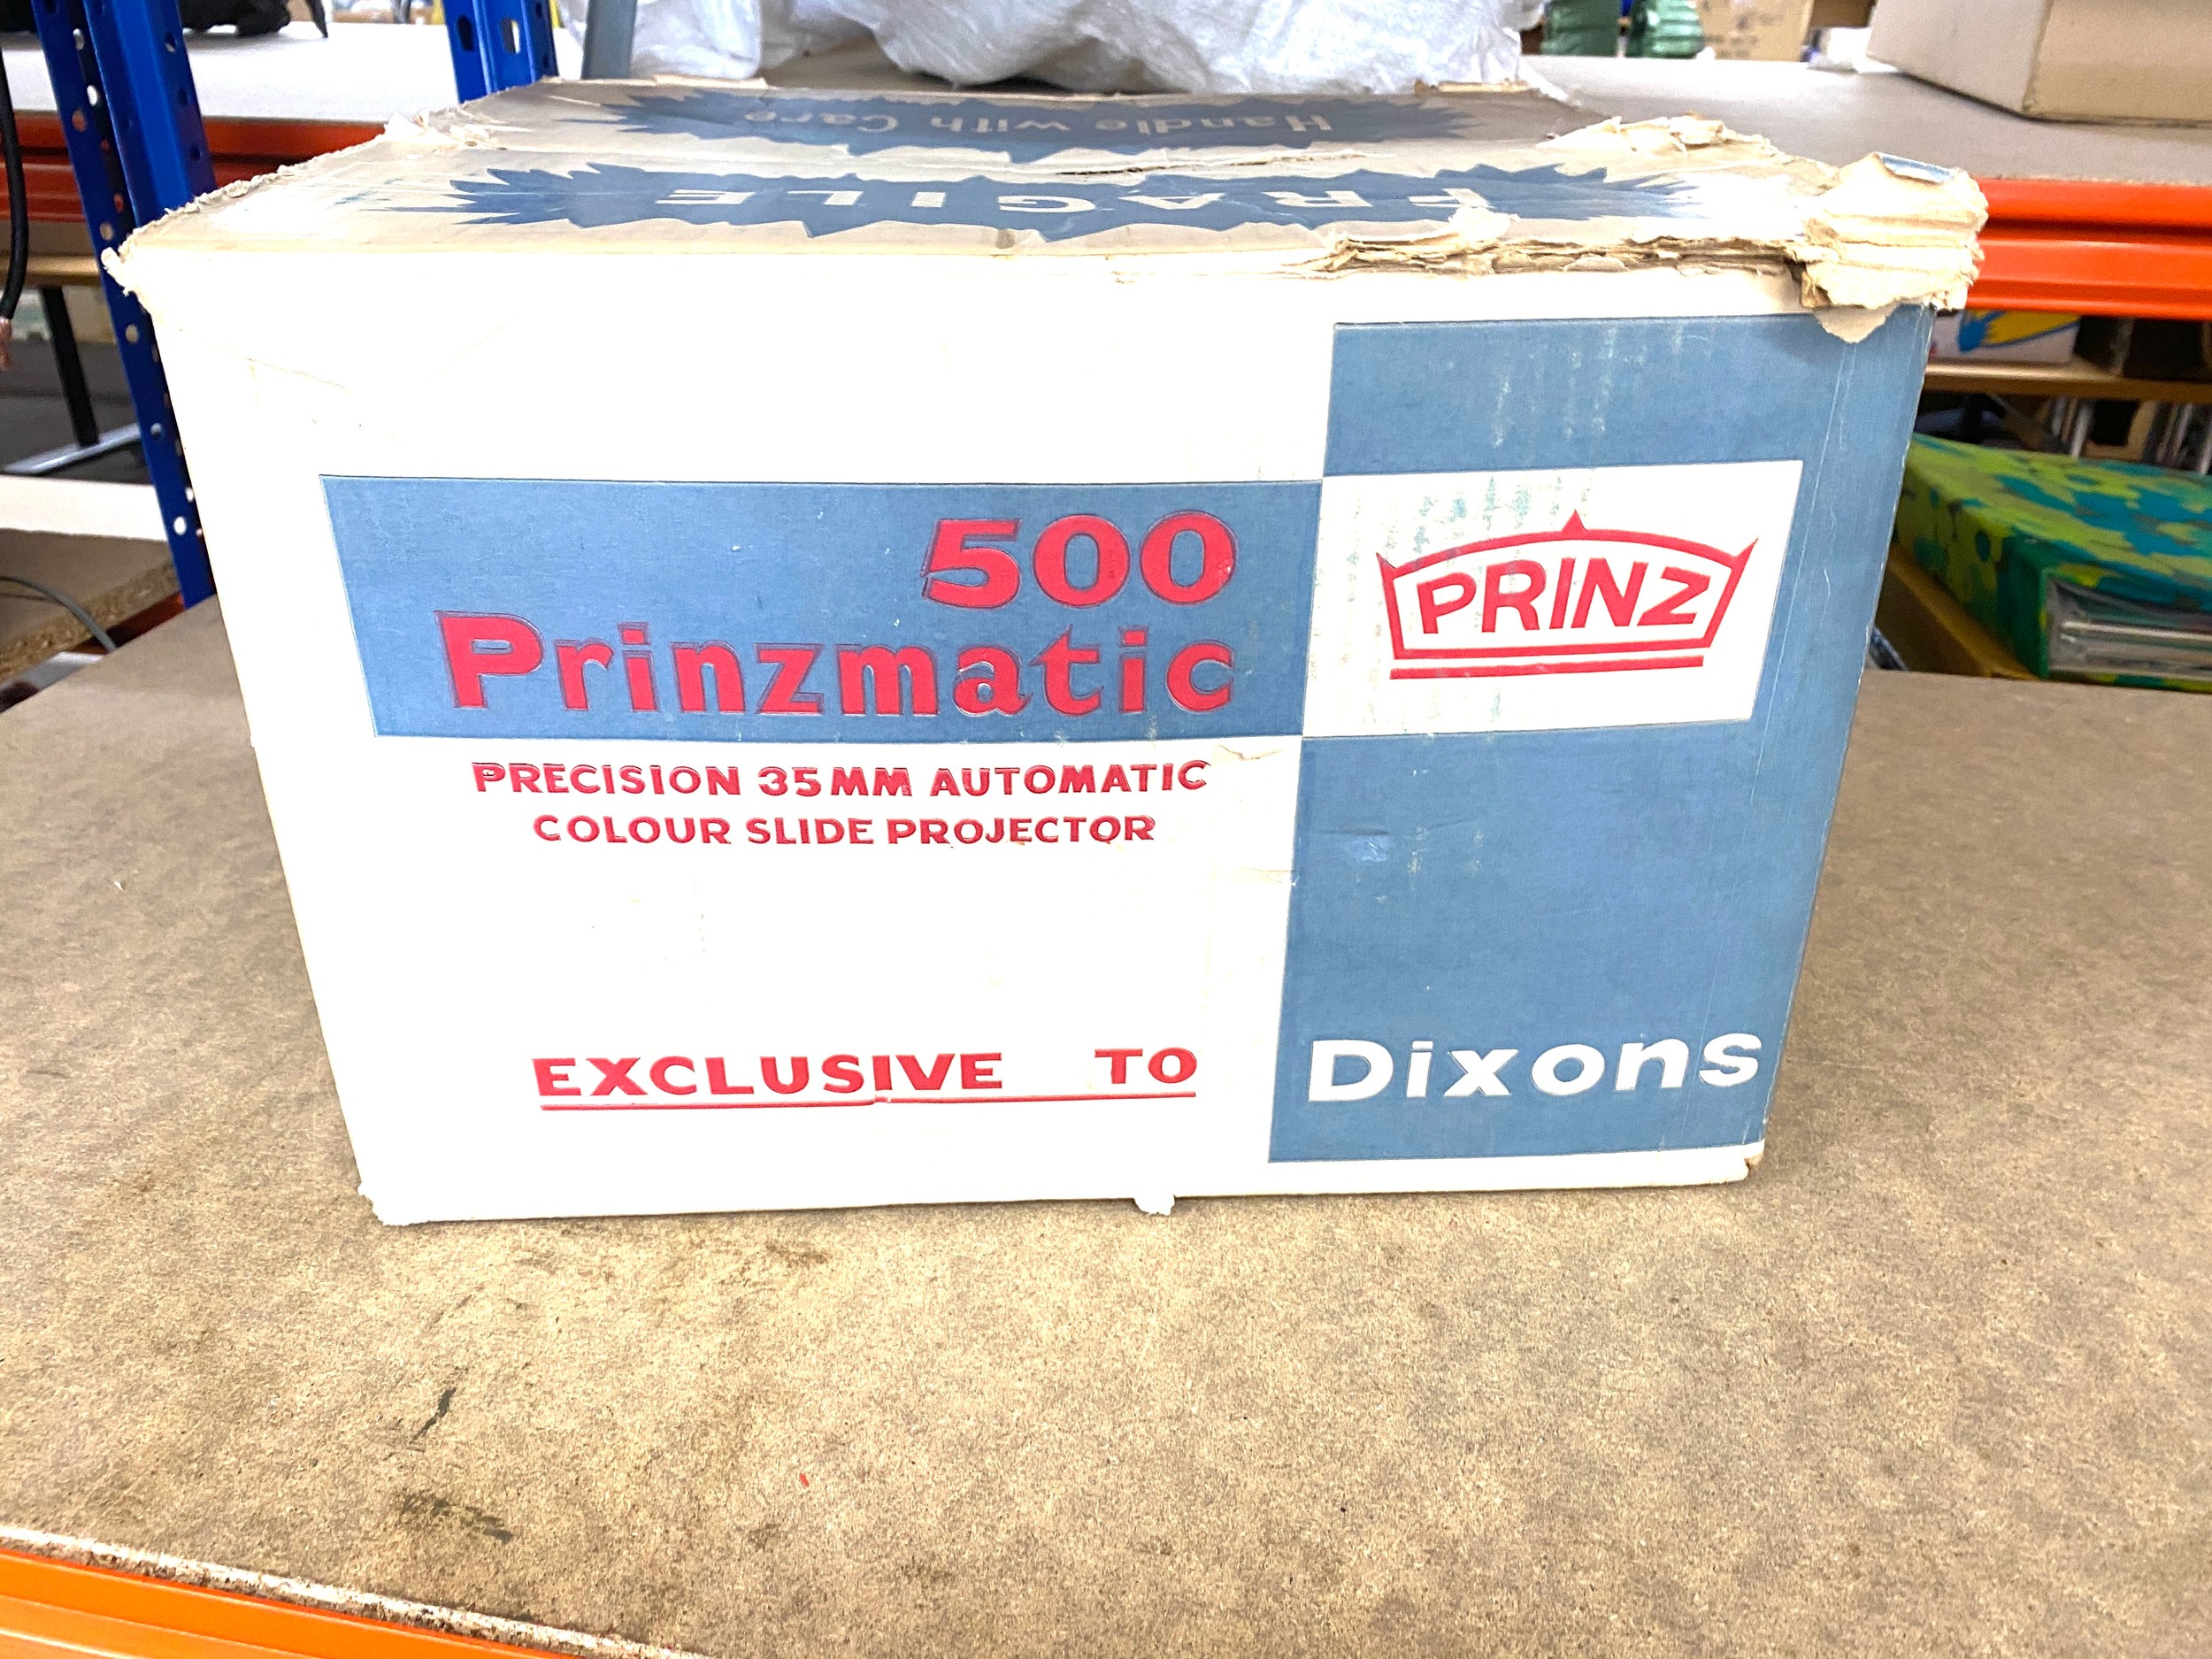 Handle with Care
FRAGILE
500
Prinzmatic
PRINZ
PRECISION 35MM AUTOMATIC
COLOUR SLIDE PROJECTOR
EXCLUSIVE TO Dixons